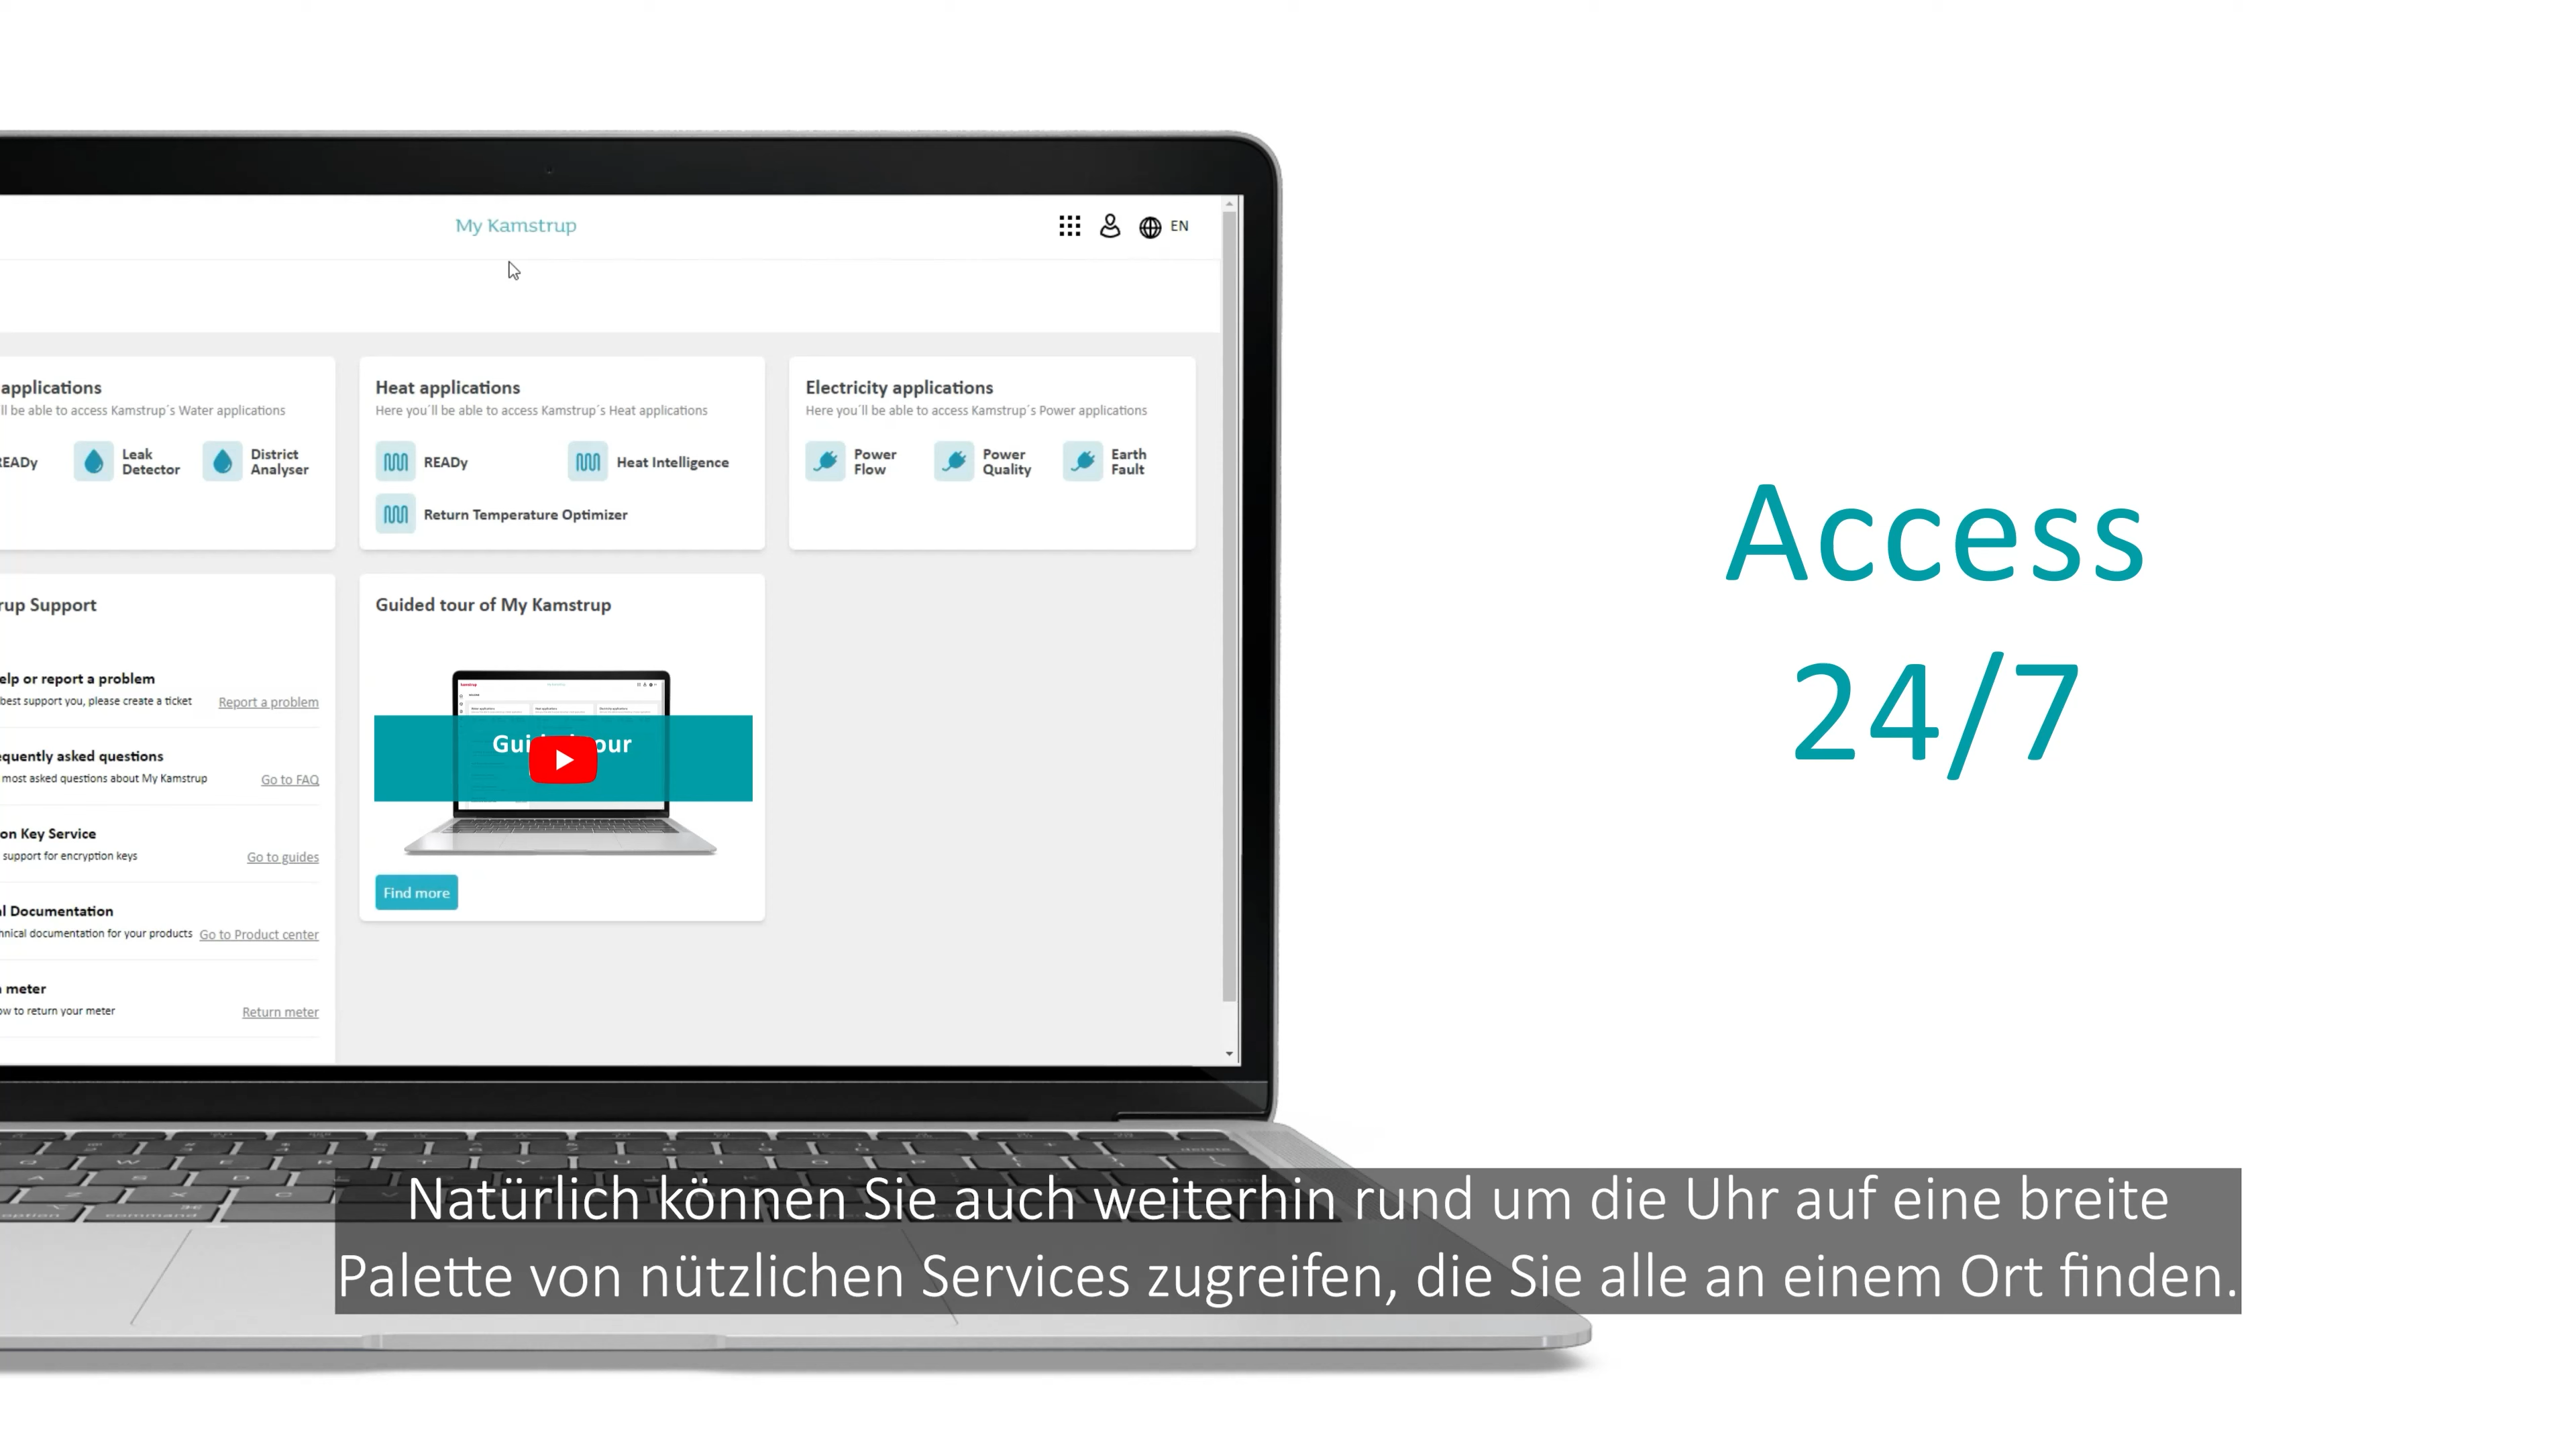 My Kamstrup
EN
applications
be able to access Kamstrup´s Water applications
Leak
Detector
District
Analyser
Heat applications
Here you´ll be able to access Kamstrup´s Heat applications
READy
Heat Intelligence
Return Temperature Optimizer
Electricity applications
Here you´ll be able to access Kamstrup´s Power applications
Power
Flow
Power
Quality
Earth
Fault
Support
or report a problem
best support you, please create a ticket
Report a problem
asked questions
most asked questions about My Kamstrup
Go to FAQ
Key Service
support for encryption keys
Go to guides
Documentation
documentation for your products
Go to Product center
meter
to return your meter
Return meter
Guided tour of My Kamstrup
Find more
Access
24/7
delete
option
command
Natürlich können Sie auch weiterhin rund um die Uhr auf eine breite
Palette von nützlichen Services zugreifen, die Sie alle an einem Ort finden.